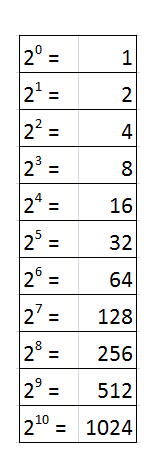 2⁰ = 1
2¹ = 2
2² = 4
2³ = 8
2⁴ = 16
2⁵ = 32
2⁶ = 64
2⁷ = 128
2⁸ = 256
2⁹ = 512
2¹⁰ = 1024